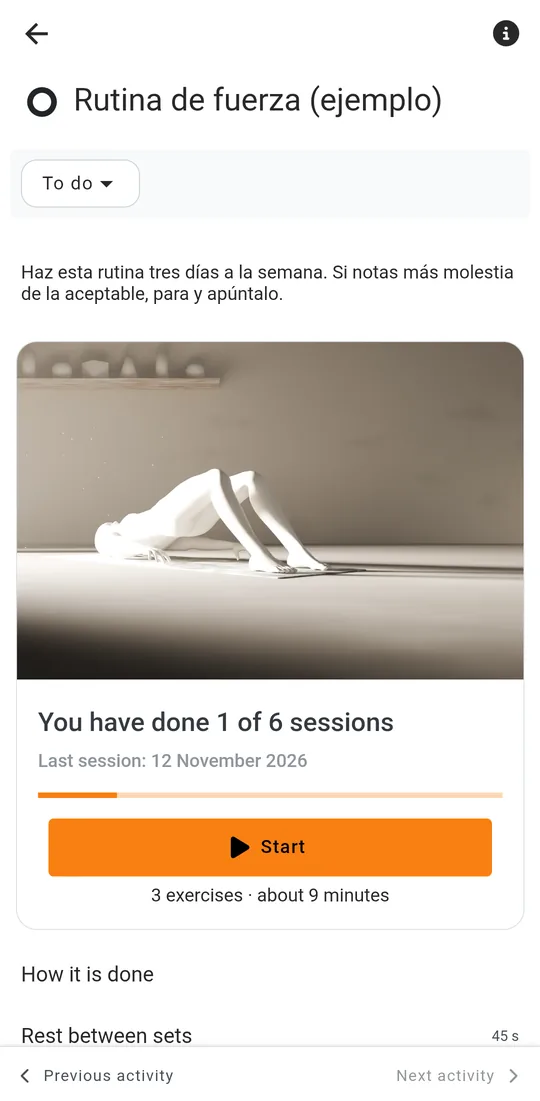 Rutina de fuerza (ejemplo)
To do
Haz esta rutina tres días a la semana. Si notas más molestia
de la aceptable, para y apúntalo.
You have done 1 of 6 sessions
Last session: 12 November 2026
Start
3 exercises · about 9 minutes
How it is done
Rest between sets 45 s
Previous activity Next activity